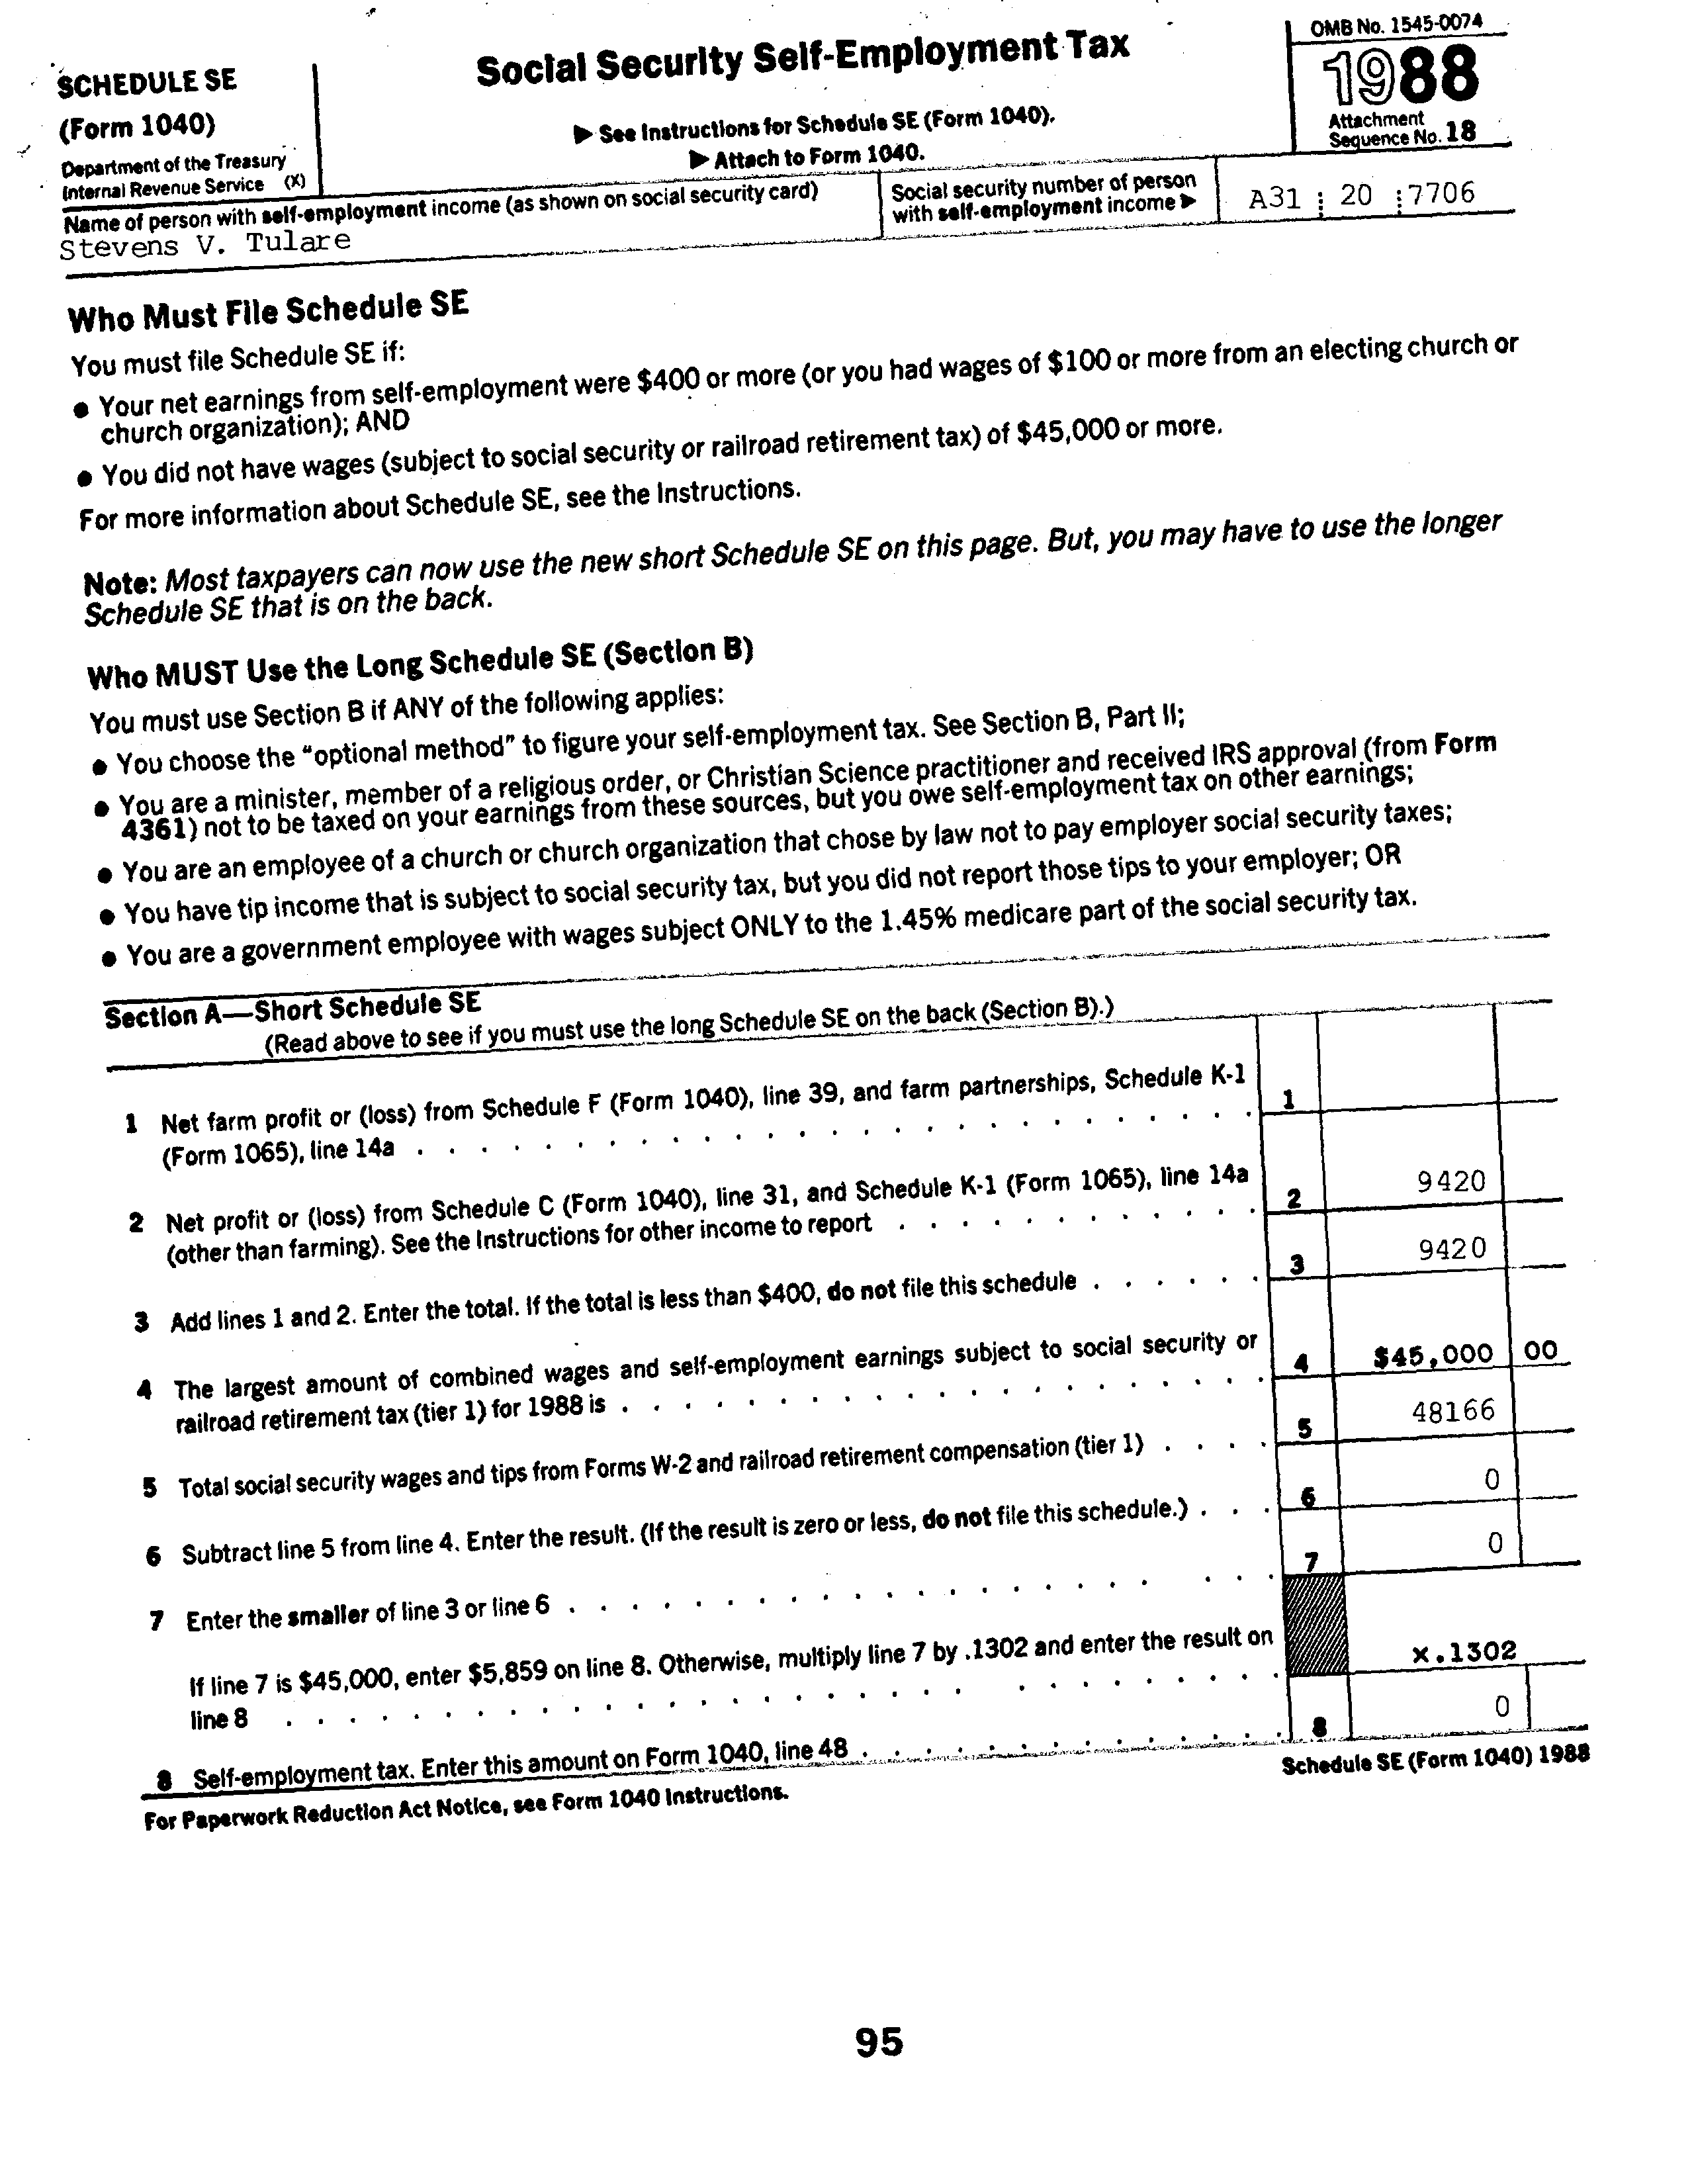 SCHEDULE SE
(Form 1040)
Department of the Treasury
Internal Revenue Service (X)
Social Security Self-Employment Tax
▶ See Instructions for Schedule SE (Form 1040).
▶ Attach to Form 1040.
OMB No. 1545-0074
1988
Attachment
Sequence No. 18
Name of person with self-employment income (as shown on social security card)
Stevens V. Tulare
Social security number of person
with self-employment income ▶
A31 20 7706
Who Must File Schedule SE
You must file Schedule SE if:
● Your net earnings from self-employment were $400 or more (or you had wages of $100 or more from an electing church or
church organization); AND
● You did not have wages (subject to social security or railroad retirement tax) of $45,000 or more.
For more information about Schedule SE, see the Instructions.
Note: Most taxpayers can now use the new short Schedule SE on this page. But, you may have to use the longer
Schedule SE that is on the back.
Who MUST Use the Long Schedule SE (Section B)
You must use Section B if ANY of the following applies:
● You choose the "optional method" to figure your self-employment tax. See Section B, Part II;
● You are a minister, member of a religious order, or Christian Science practitioner and received IRS approval (from Form
4361) not to be taxed on your earnings from these sources, but you owe self-employment tax on other earnings;
● You are an employee of a church or church organization that chose by law not to pay employer social security taxes;
● You have tip income that is subject to social security tax, but you did not report those tips to your employer; OR
● You are a government employee with wages subject ONLY to the 1.45% medicare part of the social security tax.
Section A—Short Schedule SE
(Read above to see if you must use the long Schedule SE on the back (Section B).)
1 Net farm profit or (loss) from Schedule F (Form 1040), line 39, and farm partnerships, Schedule K-1
(Form 1065), line 14a . . . . . 1
2 Net profit or (loss) from Schedule C (Form 1040), line 31, and Schedule K-1 (Form 1065), line 14a
(other than farming). See the Instructions for other income to report . . . . . 2 9420
3 Add lines 1 and 2. Enter the total. If the total is less than $400, do not file this schedule . . . . . 3 9420
4 The largest amount of combined wages and self-employment earnings subject to social security or
railroad retirement tax (tier 1) for 1988 is . . . . . 4 $45,000 00
5 Total social security wages and tips from Forms W-2 and railroad retirement compensation (tier 1) . . . . 5 48166
6 Subtract line 5 from line 4. Enter the result. (If the result is zero or less, do not file this schedule.) . . . 6 0
7 Enter the smaller of line 3 or line 6 . . . . . 7 0
If line 7 is $45,000, enter $5,859 on line 8. Otherwise, multiply line 7 by .1302 and enter the result on
line 8 . . . . . x.1302
8 Self-employment tax. Enter this amount on Form 1040, line 48 . . . . . 8 0
For Paperwork Reduction Act Notice, see Form 1040 Instructions.
Schedule SE (Form 1040) 1988
95